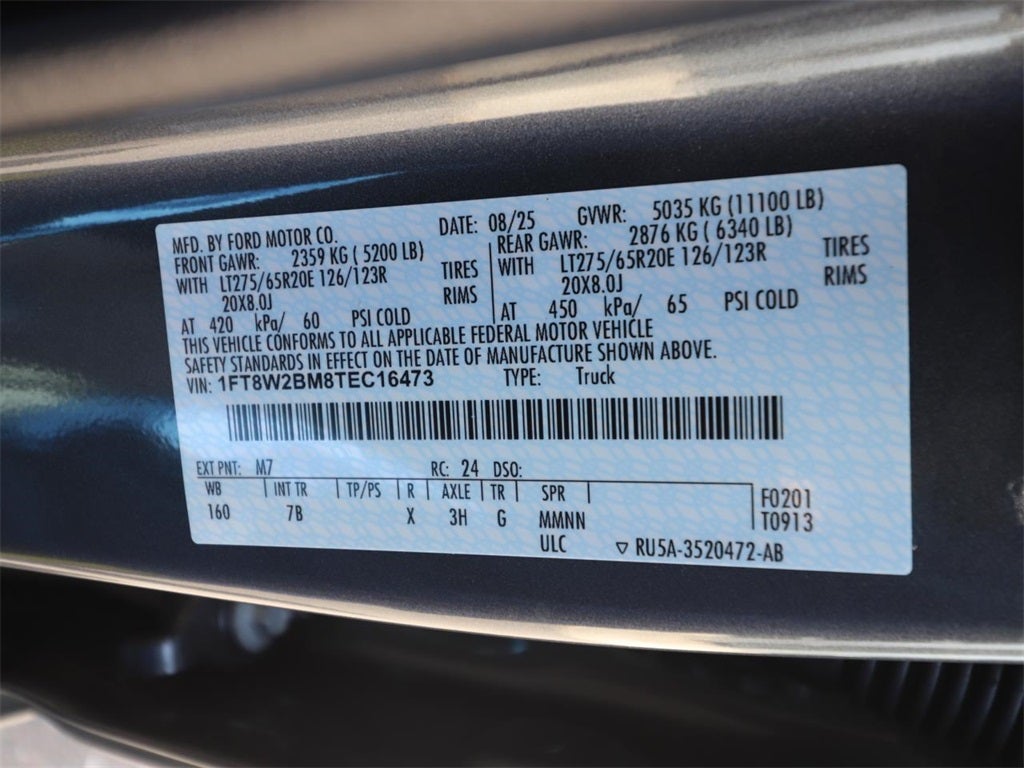 MFD. BY FORD MOTOR CO. DATE: 08/25 GVWR: 5035 KG (11100 LB)
FRONT GAWR: 2359 KG ( 5200 LB) REAR GAWR: 2876 KG ( 6340 LB)
WITH LT275/65R20E 126/123R TIRES WITH LT275/65R20E 126/123R TIRES
20X8.0J RIMS 20X8.0J RIMS
AT 420 kPa/ 60 PSI COLD AT 450 kPa/ 65 PSI COLD
THIS VEHICLE CONFORMS TO ALL APPLICABLE FEDERAL MOTOR VEHICLE
SAFETY STANDARDS IN EFFECT ON THE DATE OF MANUFACTURE SHOWN ABOVE.
VIN: 1FT8W2BM8TEC16473 TYPE: Truck
EXT PNT: M7 RC: 24 DSO:
WB INT TR TP/PS R AXLE TR SPR F0201
160 7B X 3H G MMNN T0913
ULC ▽ RU5A-3520472-AB